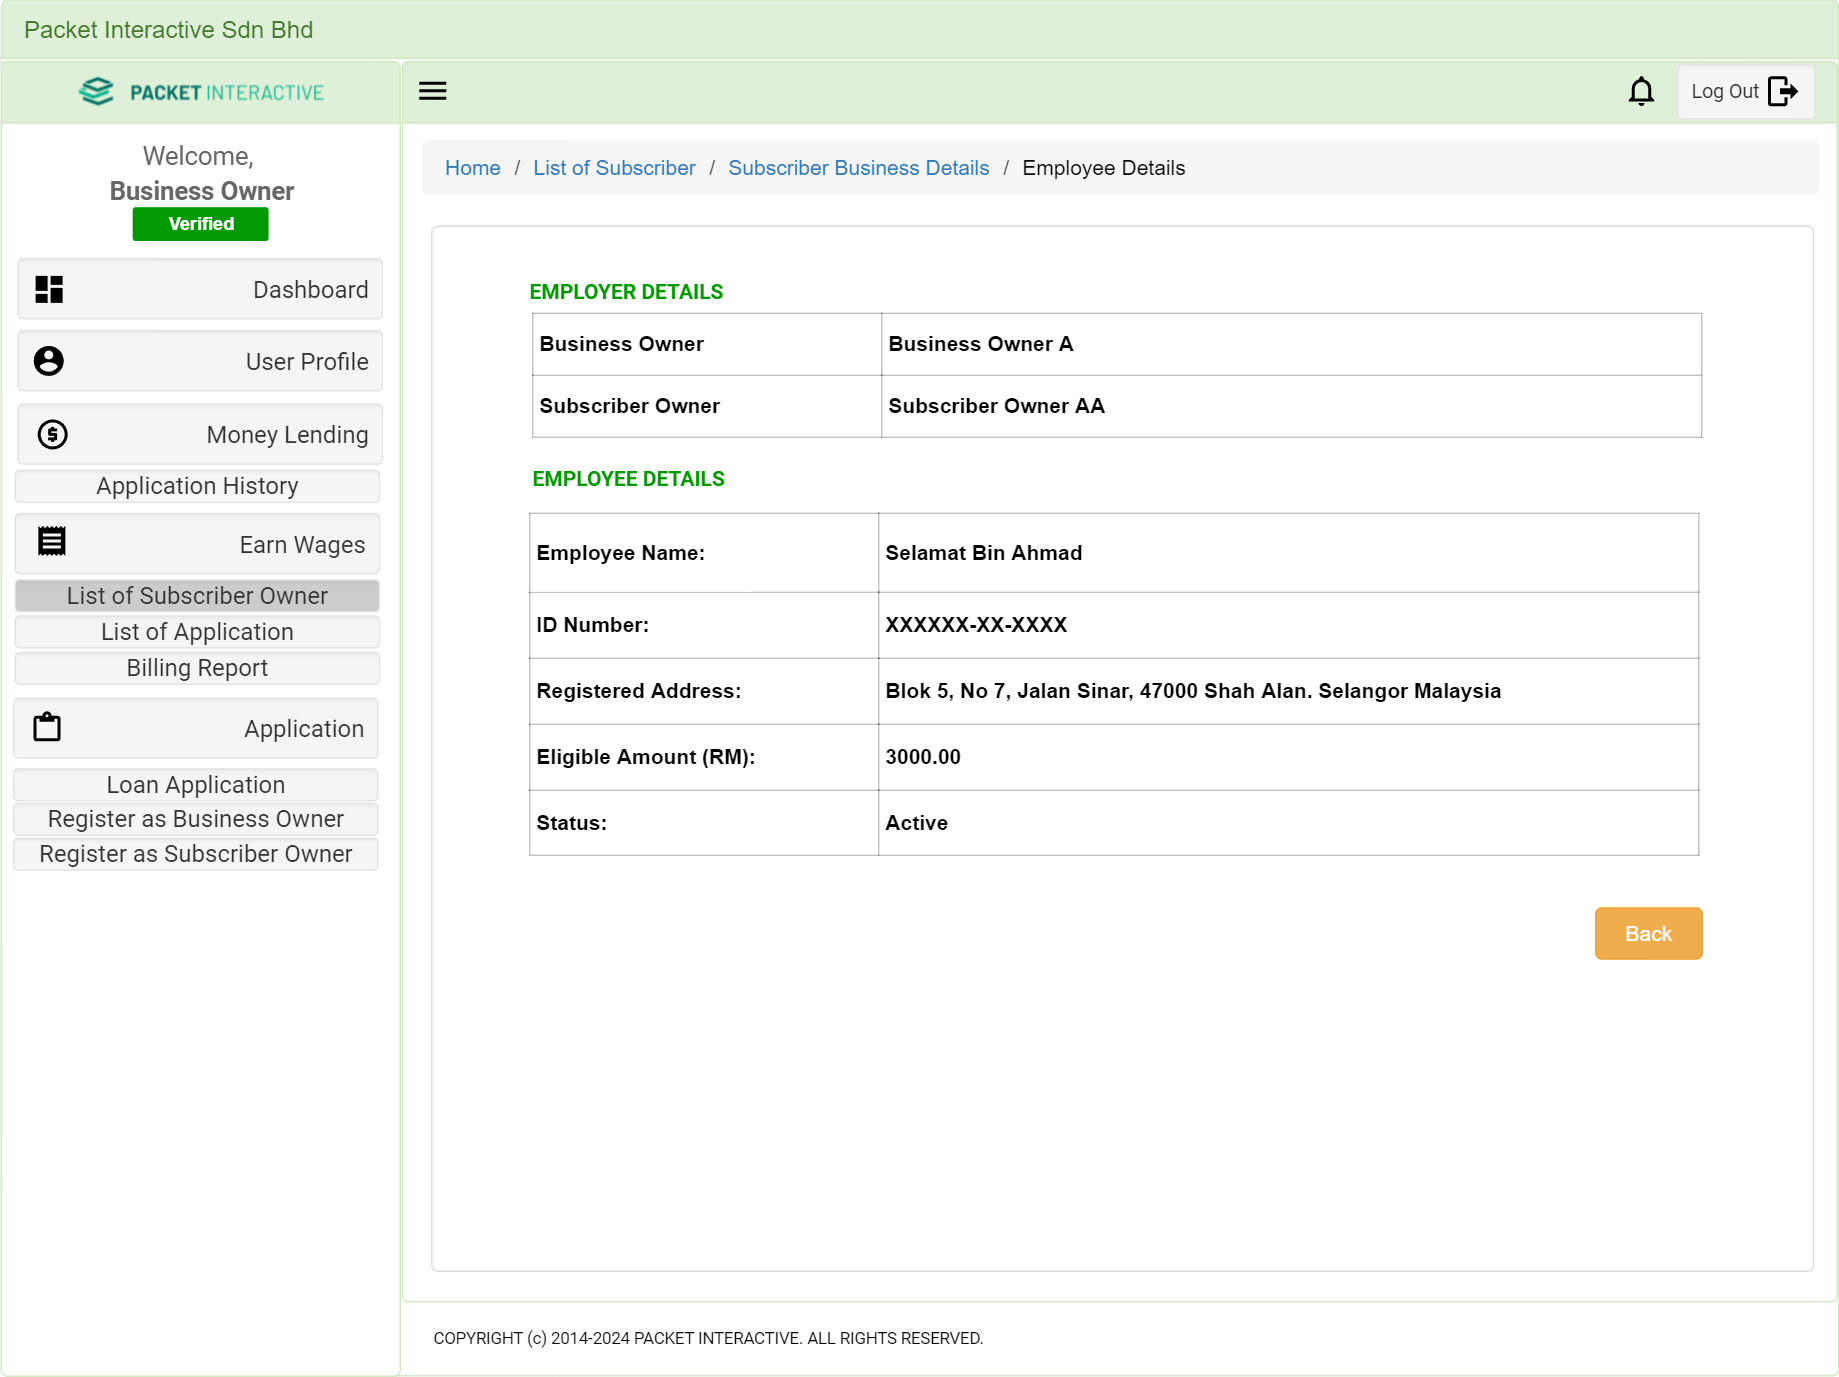 Packet Interactive Sdn Bhd
PACKET INTERACTIVE
Log Out
Welcome,
Business Owner
Verified
Dashboard
User Profile
Money Lending
Application History
Earn Wages
List of Subscriber Owner
List of Application
Billing Report
Application
Loan Application
Register as Business Owner
Register as Subscriber Owner
Home / List of Subscriber / Subscriber Business Details / Employee Details
EMPLOYER DETAILS
Business Owner Business Owner A
Subscriber Owner Subscriber Owner AA
EMPLOYEE DETAILS
Employee Name: Selamat Bin Ahmad
ID Number: XXXXXX-XX-XXXX
Registered Address: Blok 5, No 7, Jalan Sinar, 47000 Shah Alan. Selangor Malaysia
Eligible Amount (RM): 3000.00
Status: Active
Back
COPYRIGHT (c) 2014-2024 PACKET INTERACTIVE. ALL RIGHTS RESERVED.